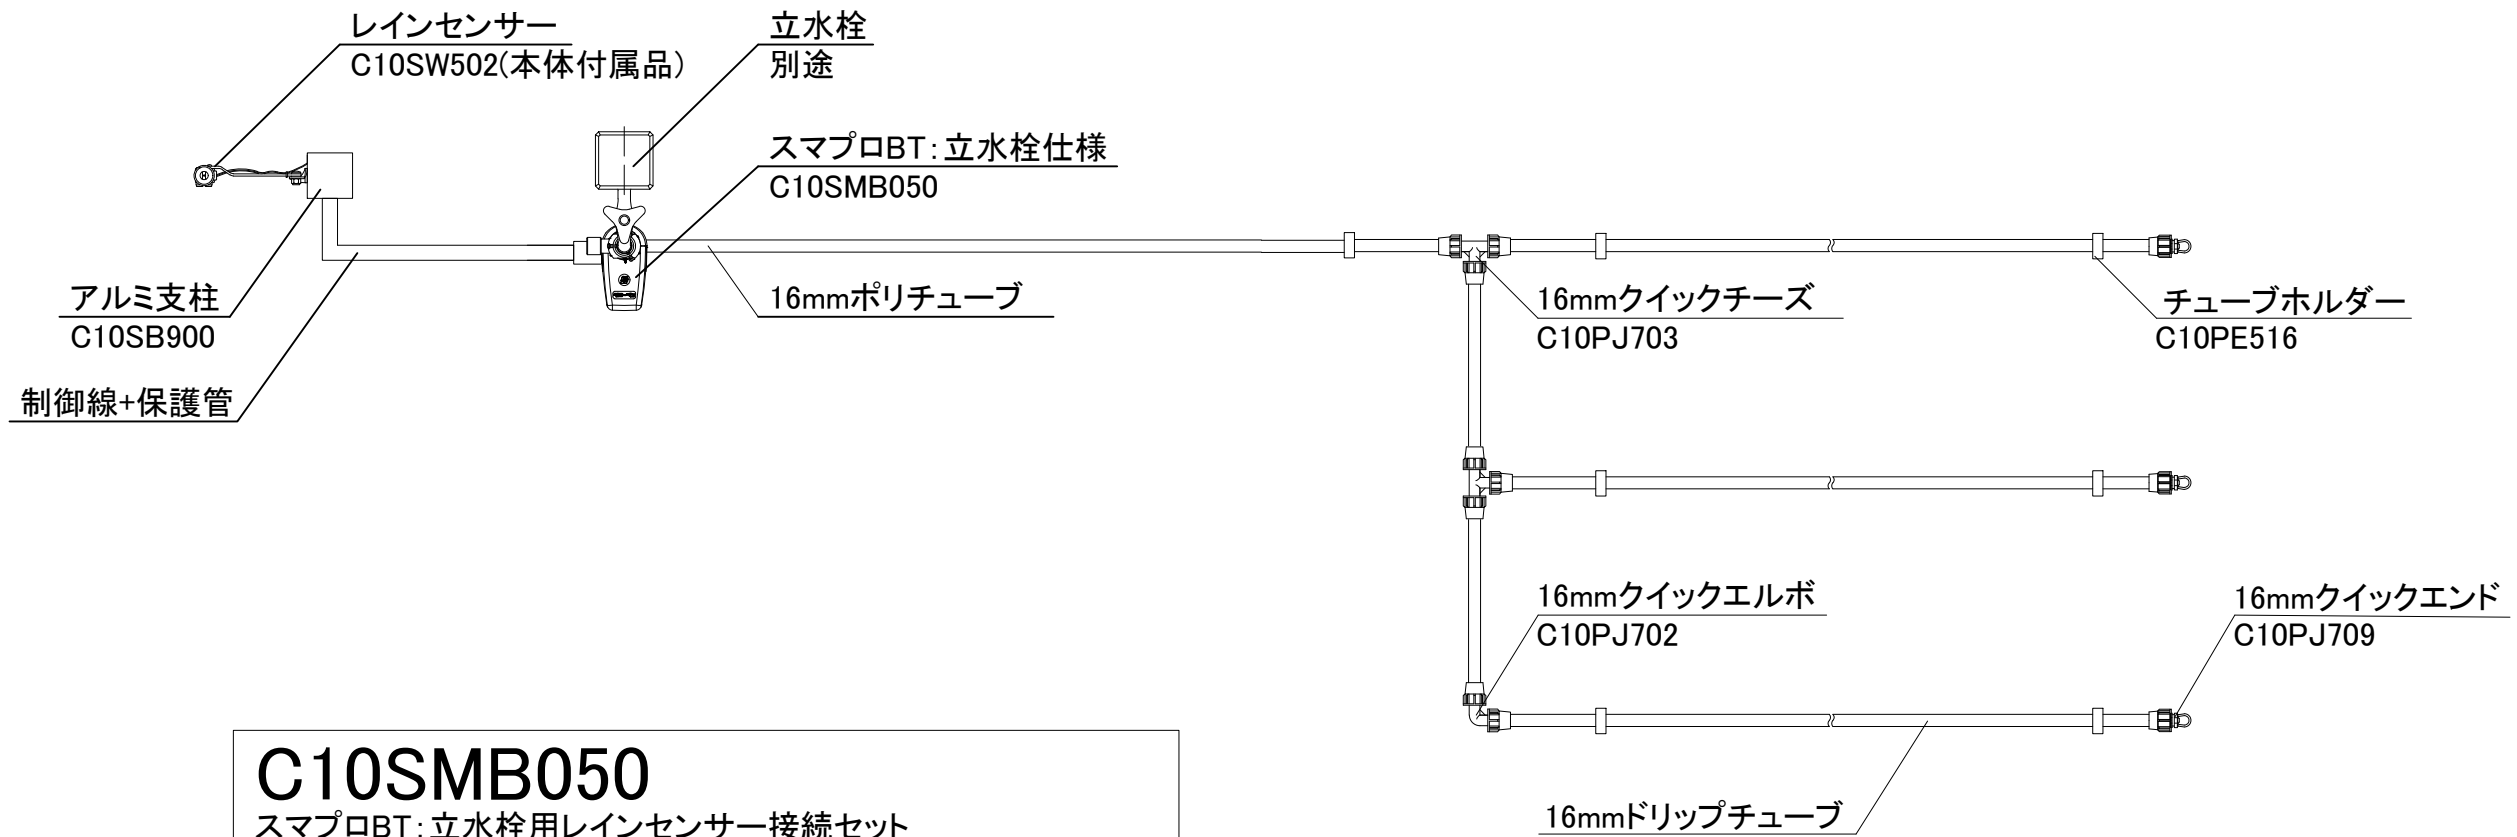 レインセンサー
C10SW502(本体付属品)
立水栓
別途
スマプロBT:立水栓仕様
C10SMB050
アルミ支柱
C10SB900
16mmポリチューブ
16mmクイックチーズ
C10PJ703
チューブホルダー
C10PE516
制御線+保護管
16mmクイックエルボ
C10PJ702
16mmクイックエンド
C10PJ709
C10SMB050
スマプロBT:立水栓用レインセンサー接続セット
16mmドリップチューブ